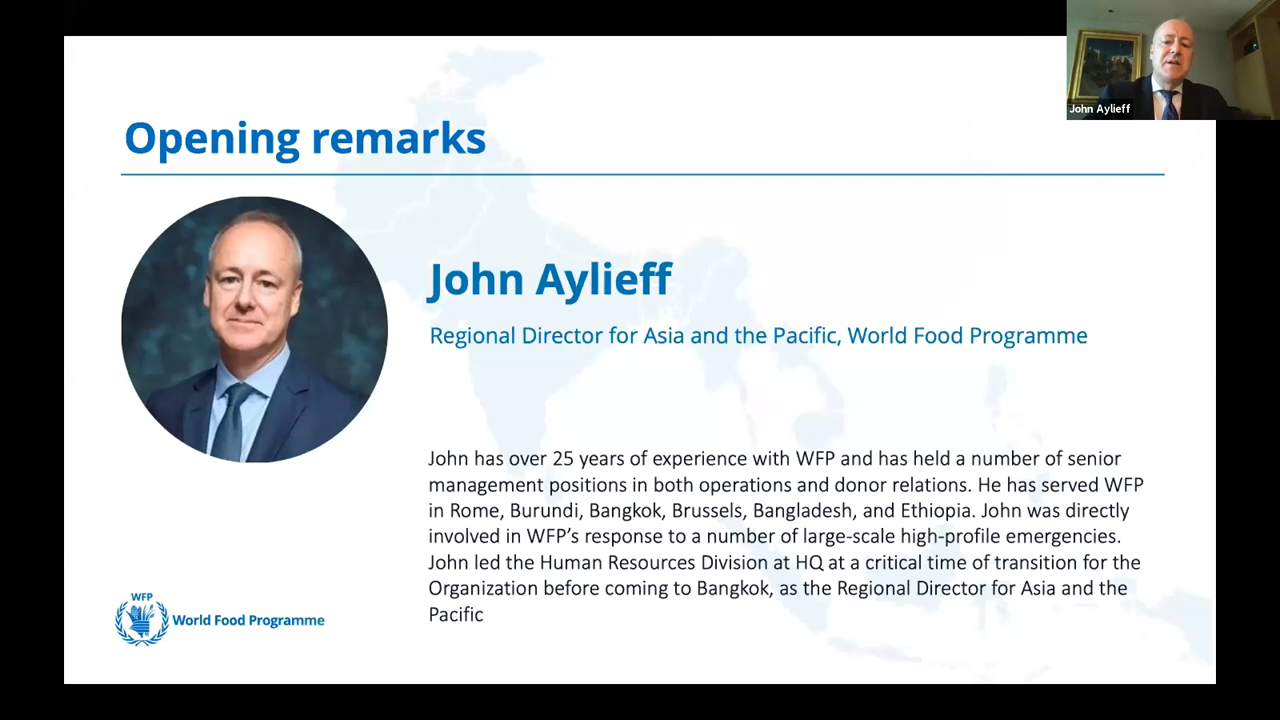 John Aylieff
Opening remarks
John Aylieff
Regional Director for Asia and the Pacific, World Food Programme
John has over 25 years of experience with WFP and has held a number of senior
management positions in both operations and donor relations. He has served WFP
in Rome, Burundi, Bangkok, Brussels, Bangladesh, and Ethiopia. John was directly
involved in WFP’s response to a number of large-scale high-profile emergencies.
John led the Human Resources Division at HQ at a critical time of transition for the
Organization before coming to Bangkok, as the Regional Director for Asia and the
Pacific
WFP
World Food Programme